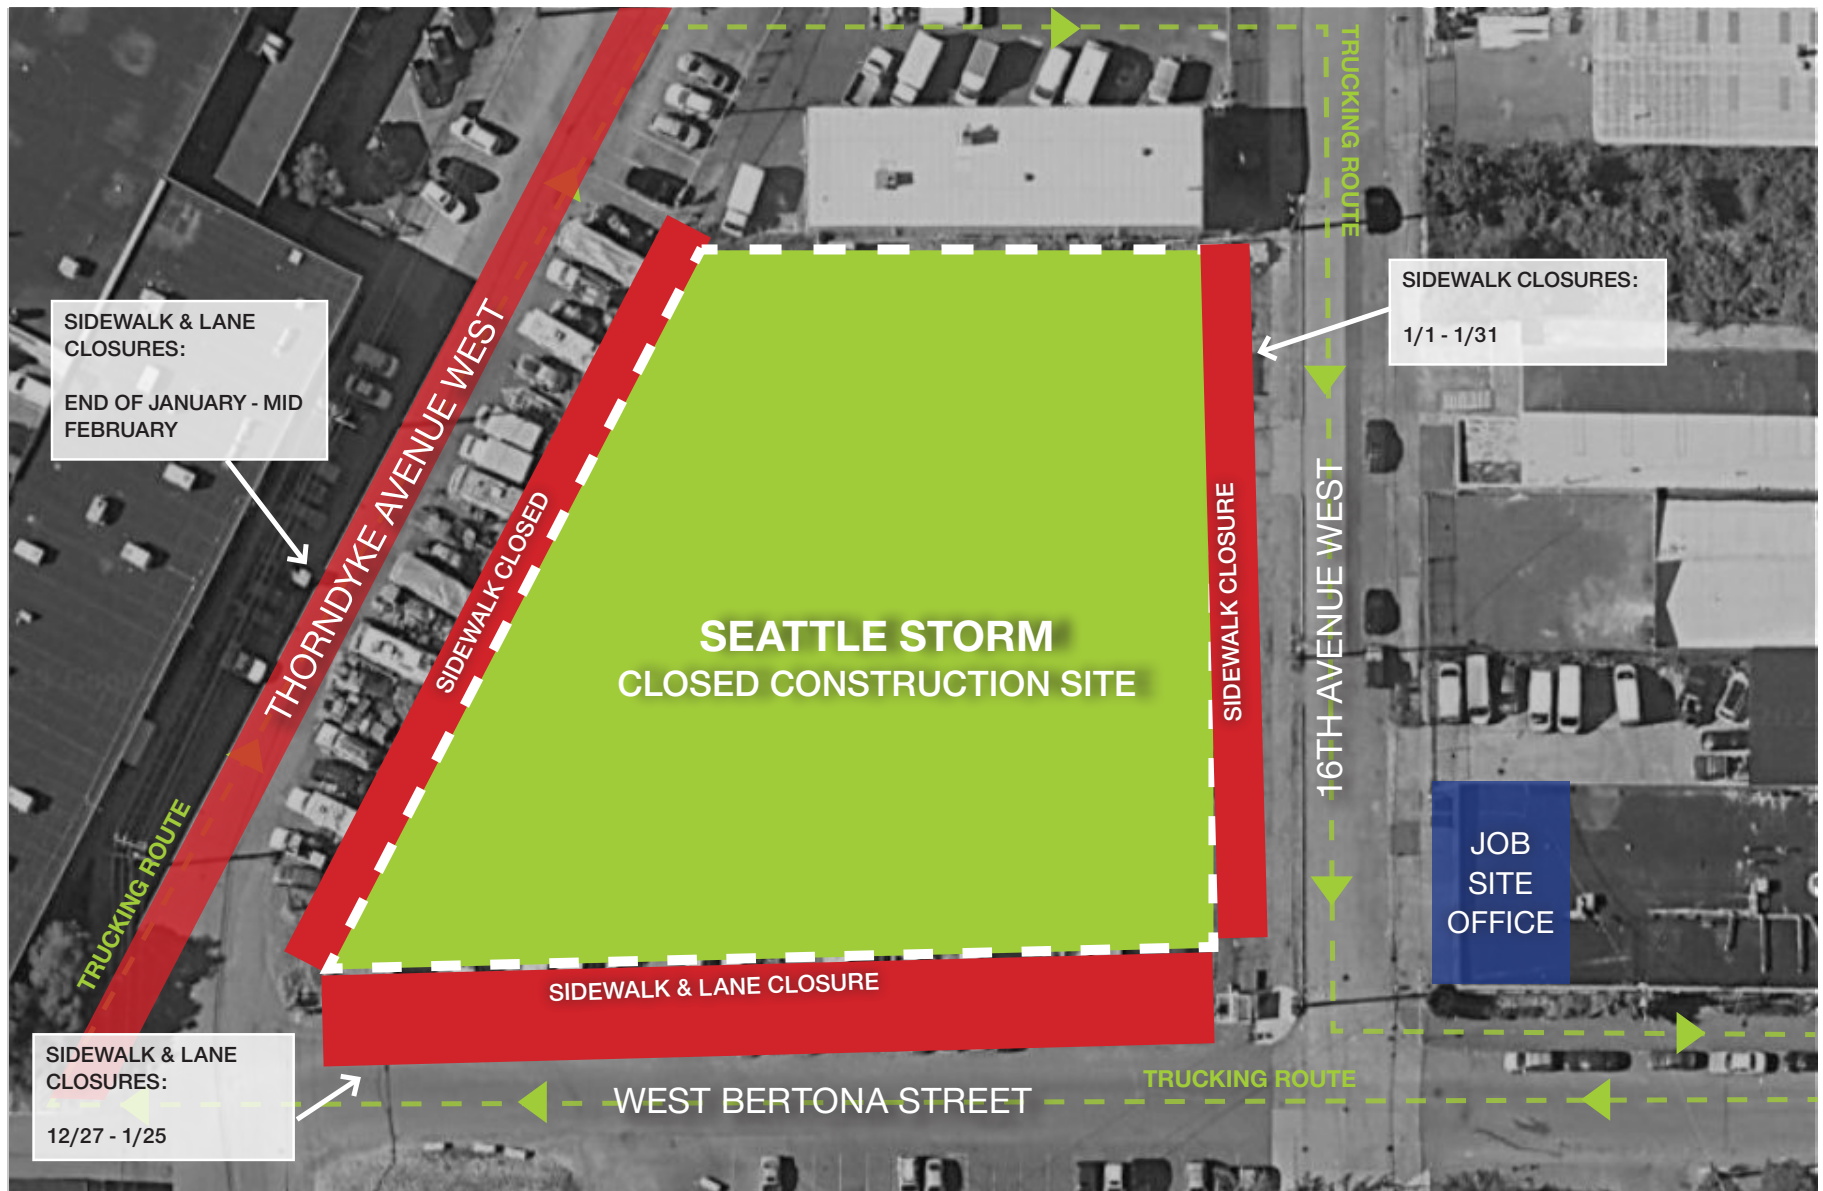 TRUCKING ROUTE
SIDEWALK & LANE
CLOSURES:
END OF JANUARY - MID
FEBRUARY
SIDEWALK CLOSURES:
1/1 - 1/31
THORNDYKE AVENUE WEST
SIDEWALK CLOSED
SEATTLE STORM
CLOSED CONSTRUCTION SITE
SIDEWALK CLOSURE
16TH AVENUE WEST
JOB
SITE
OFFICE
TRUCKING ROUTE
SIDEWALK & LANE CLOSURE
SIDEWALK & LANE
CLOSURES:
12/27 - 1/25
WEST BERTONA STREET
TRUCKING ROUTE